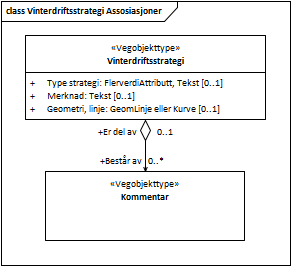 class Vinterdriftsstrategi Assosiasjoner
«Vegobjekttype»
Vinterdriftsstrategi
+ Type strategi: FlerverdiAttributt, Tekst [0..1]
+ Merknad: Tekst [0..1]
+ Geometri, linje: GeomLinje eller Kurve [0..1]
+Er del av 0..1
+Består av 0..*
«Vegobjekttype»
Kommentar